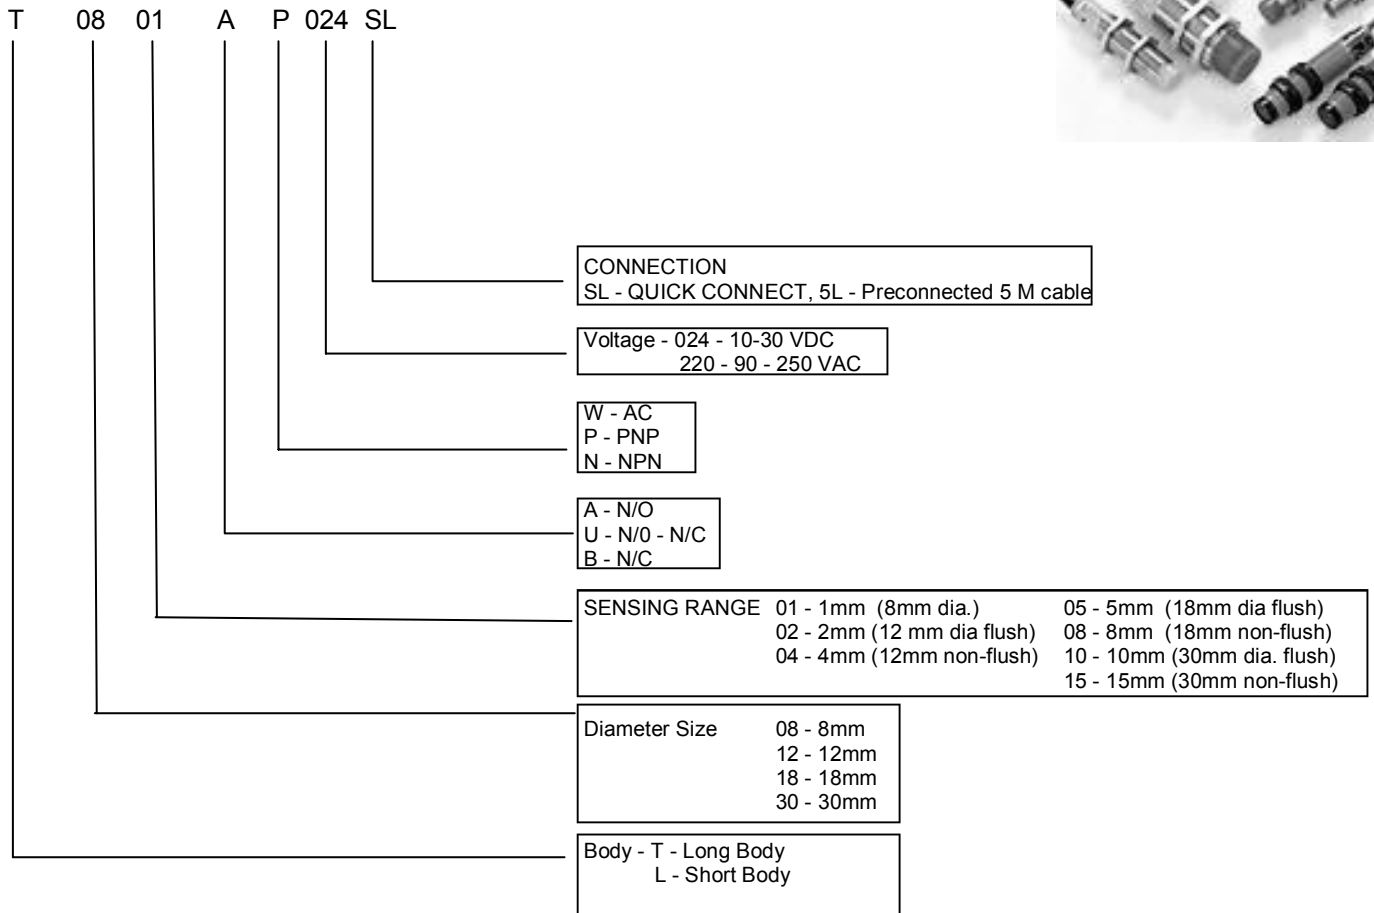 T 08 01 A P 024 SL
CONNECTION
SL - QUICK CONNECT, 5L - Preconnected 5 M cable
Voltage - 024 - 10-30 VDC
220 - 90 - 250 VAC
W - AC
P - PNP
N - NPN
A - N/O
U - N/0 - N/C
B - N/C
SENSING RANGE 01 - 1mm (8mm dia.) 05 - 5mm (18mm dia flush)
02 - 2mm (12 mm dia flush) 08 - 8mm (18mm non-flush)
04 - 4mm (12mm non-flush) 10 - 10mm (30mm dia. flush)
15 - 15mm (30mm non-flush)
Diameter Size 08 - 8mm
12 - 12mm
18 - 18mm
30 - 30mm
Body - T - Long Body
L - Short Body